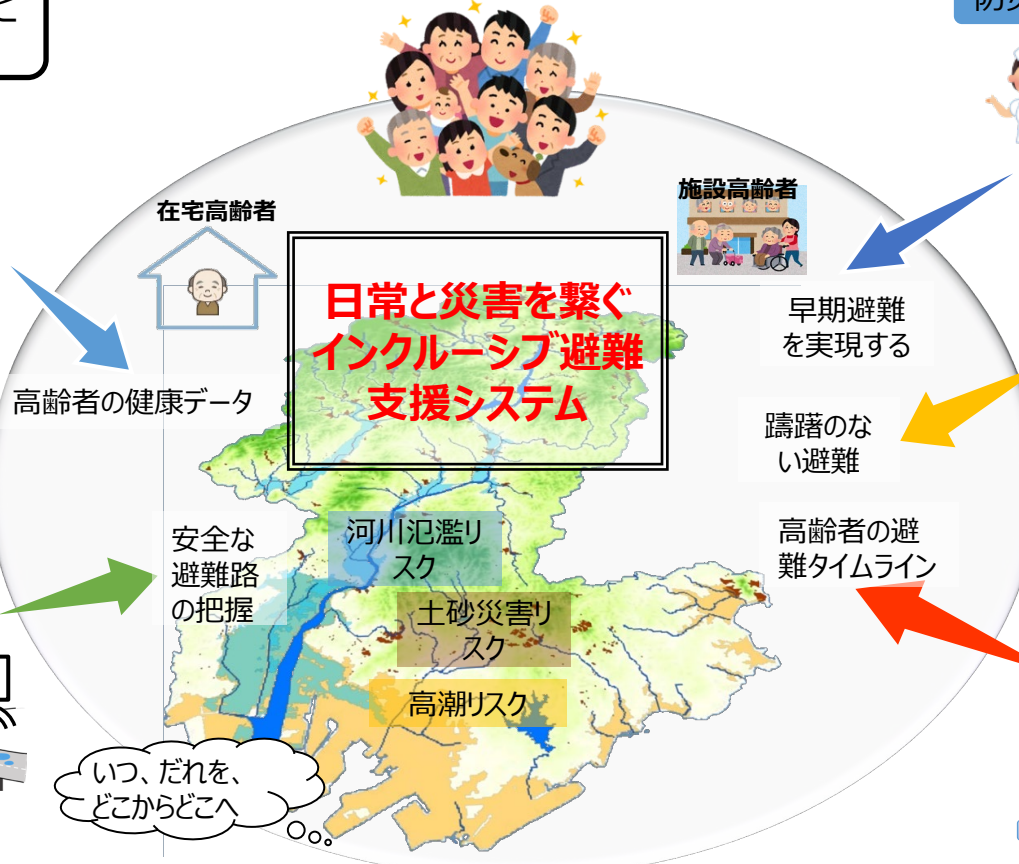 と
防災
在宅高齢者
施設高齢者
日常と災害を繋ぐ
インクルーシブ避難
支援システム
早期避難
を実現する
高齢者の健康データ
躊躇のな
い避難
安全な
避難路
の把握
河川氾濫リ
スク
高齢者の避
難タイムライン
土砂災害リ
スク
高潮リスク
いつ、だれを、
どこからどこへ